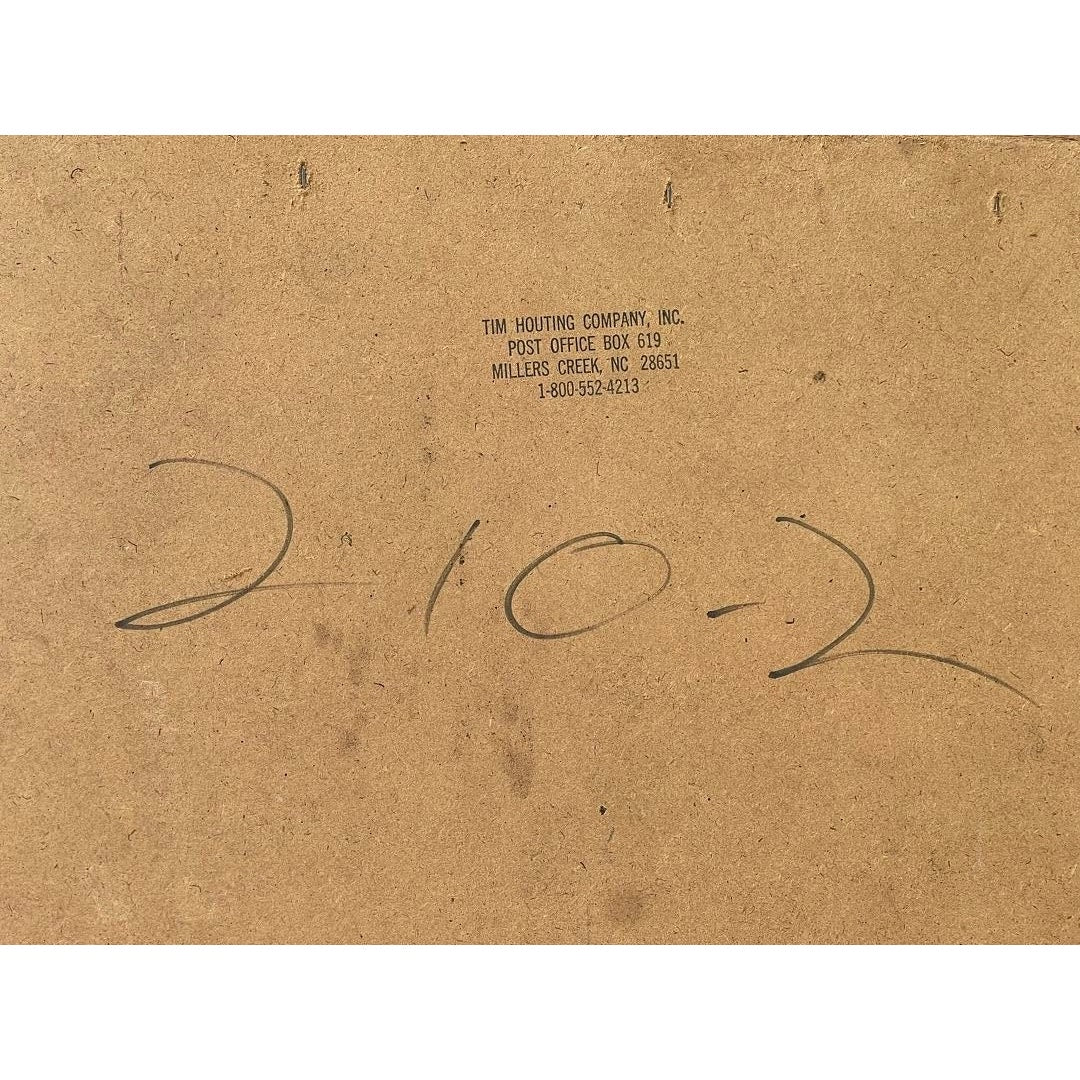 TIM HOUTING COMPANY, INC.
POST OFFICE BOX 619
MILLERS CREEK, NC 28651
1-800-552-4213
2-10-2